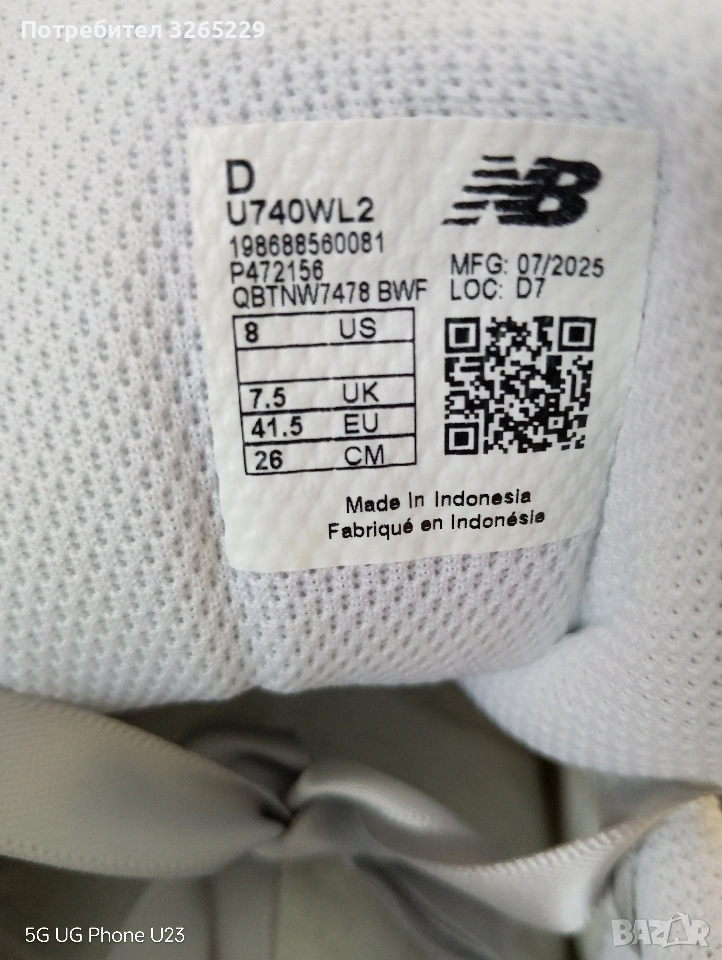 Потребител 3265229
D
U740WL2
198688560081
P472156
QBTNW7478 BWF
NB
MFG: 07/2025
LOC: D7
8 US
7.5 UK
41.5 EU
26 CM
Made In Indonesia
Fabriqué en Indonésie
5G UG Phone U23
BAZAR